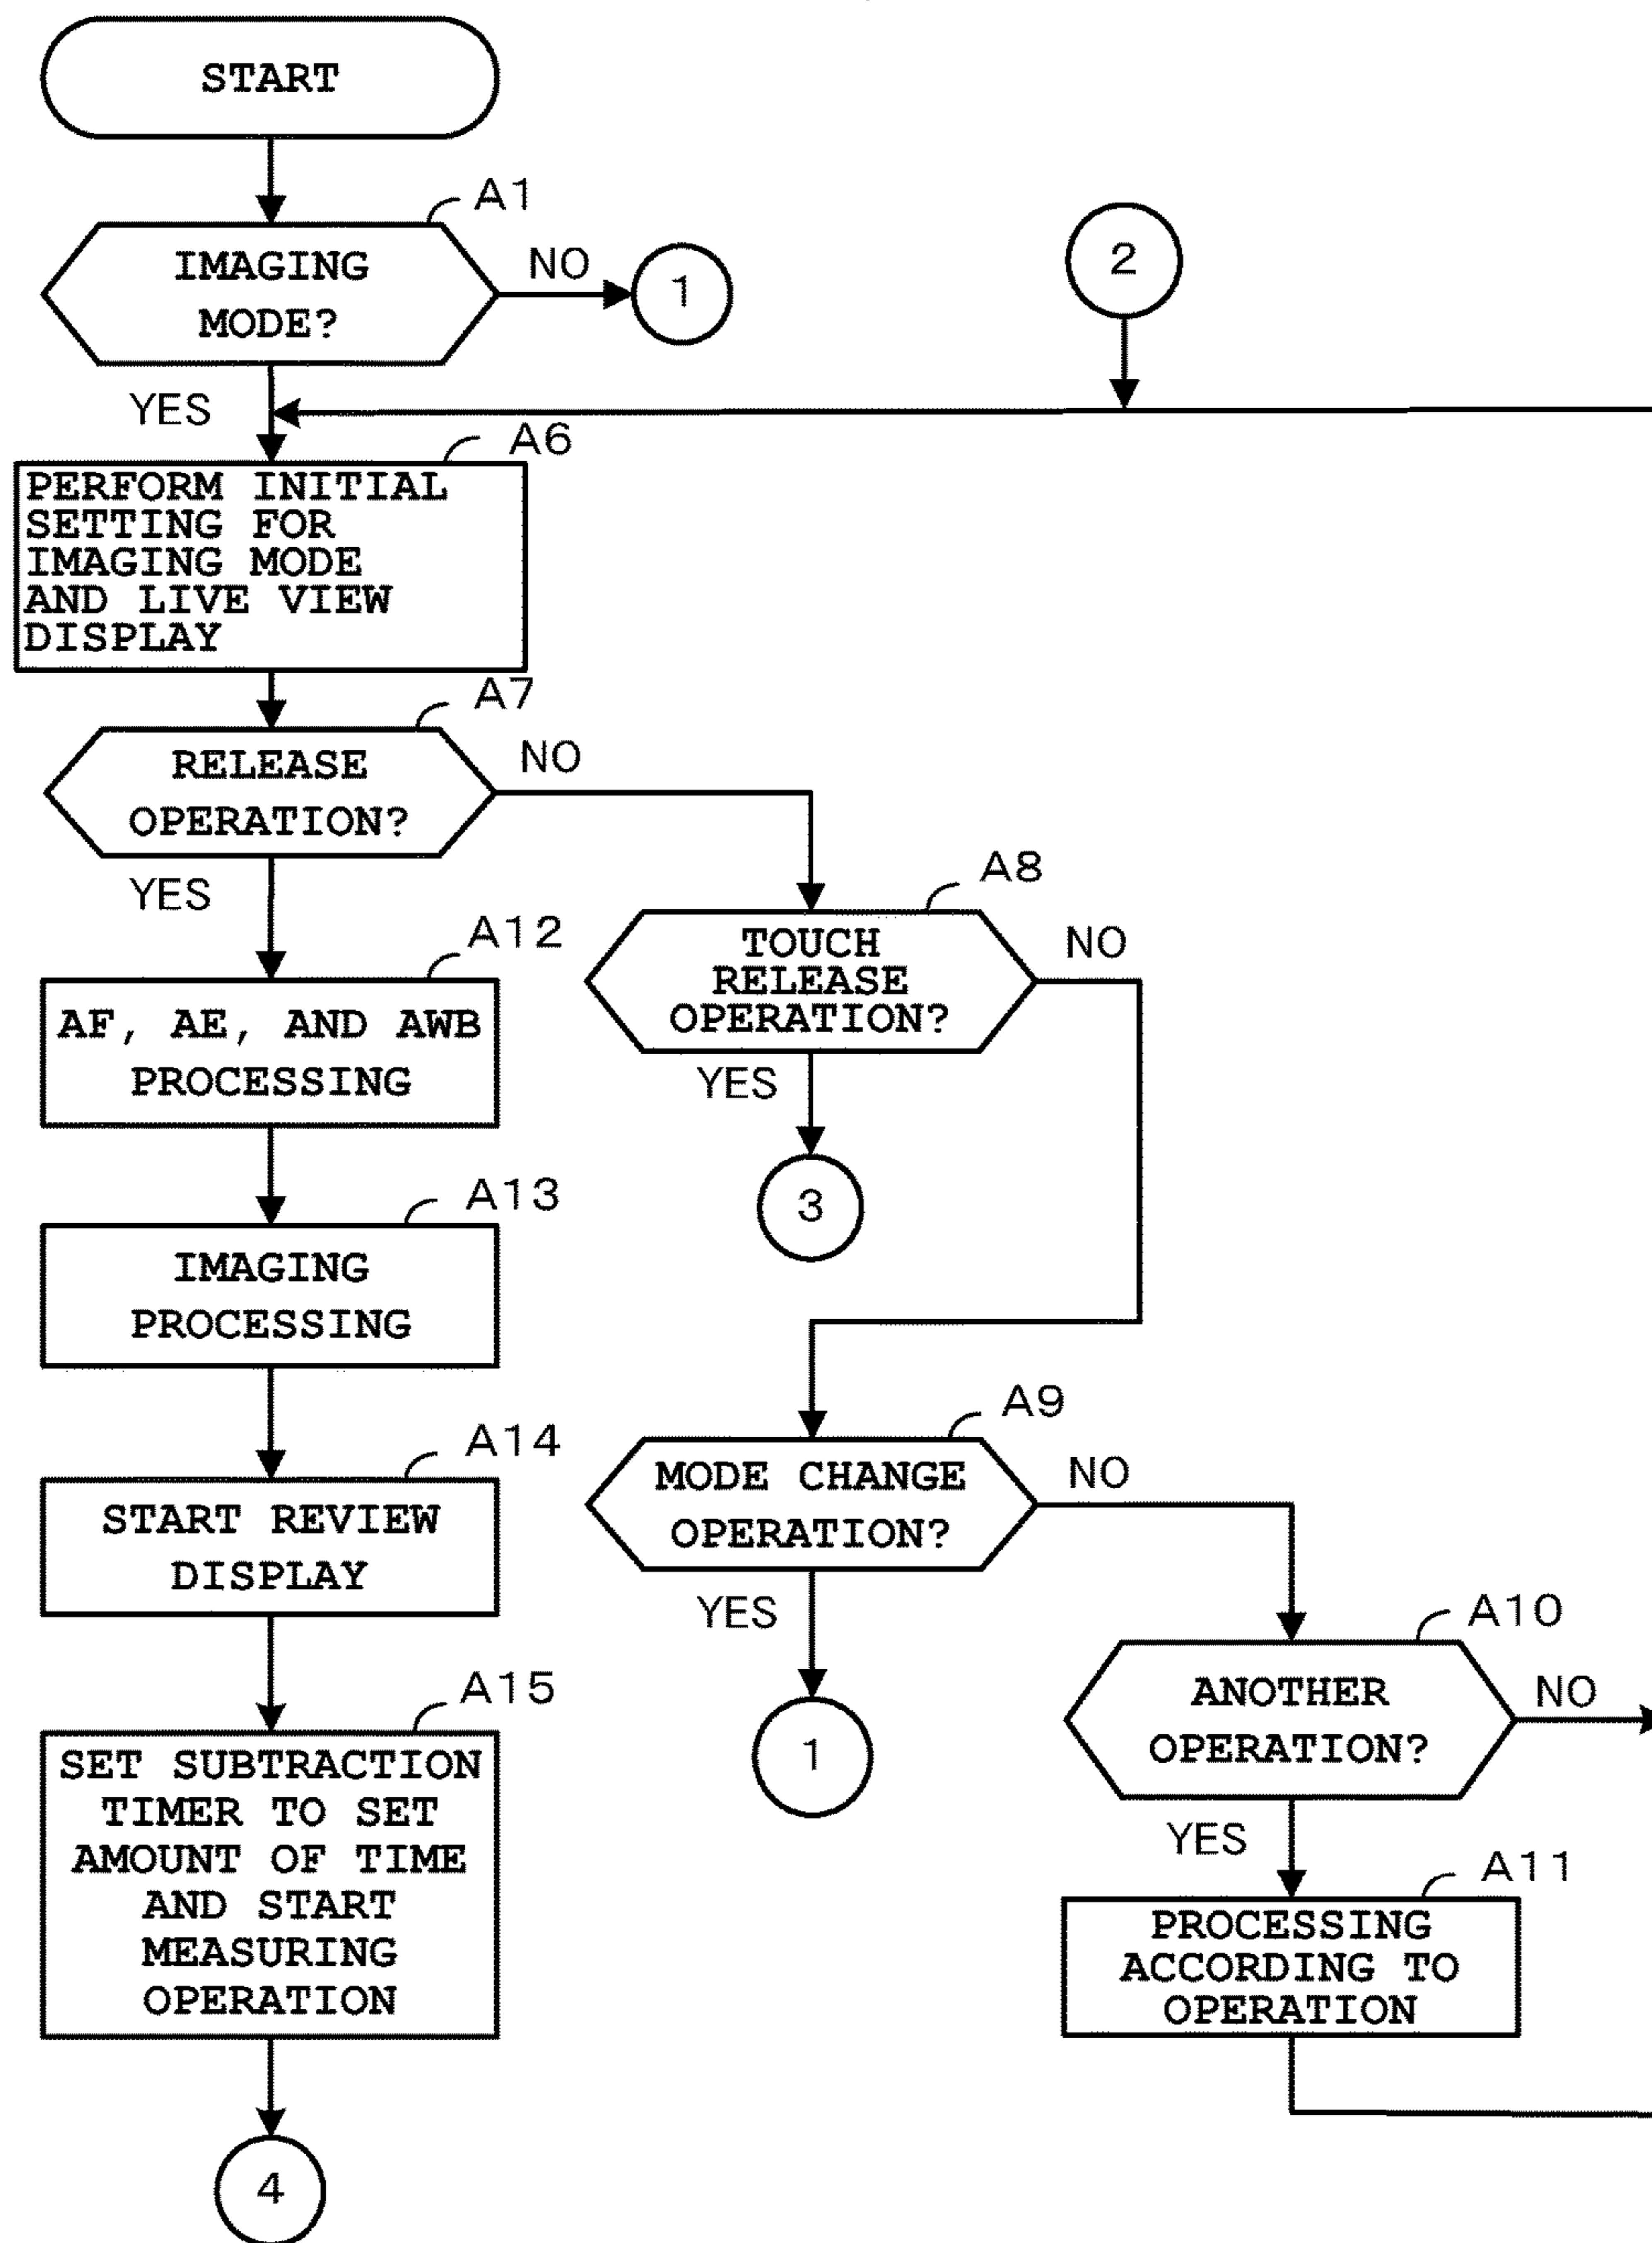 START
A1
IMAGING
MODE?
NO
1
2
YES
A6
PERFORM INITIAL
SETTING FOR
IMAGING MODE
AND LIVE VIEW
DISPLAY
A7
RELEASE
OPERATION?
NO
YES
A8
TOUCH
RELEASE
OPERATION?
NO
YES
3
A12
AF, AE, AND AWB
PROCESSING
A13
IMAGING
PROCESSING
A9
MODE CHANGE
OPERATION?
NO
YES
1
A14
START REVIEW
DISPLAY
A10
ANOTHER
OPERATION?
NO
YES
A15
SET SUBTRACTION
TIMER TO SET
AMOUNT OF TIME
AND START
MEASURING
OPERATION
A11
PROCESSING
ACCORDING TO
OPERATION
4